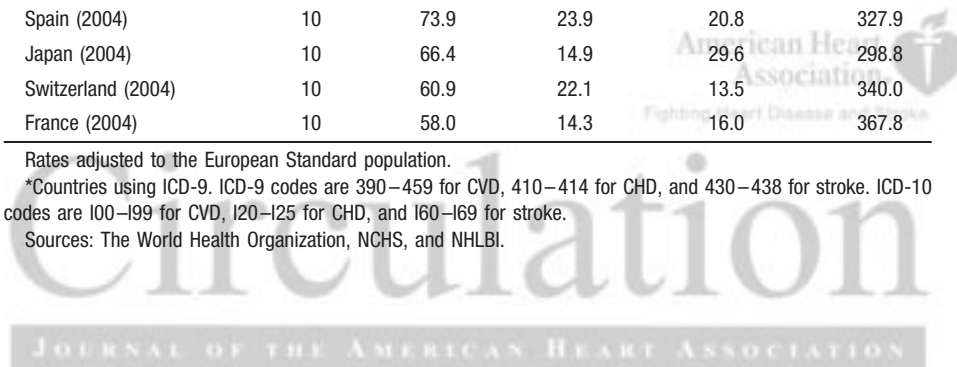 Spain (2004) 10 73.9 23.9 20.8 327.9
Japan (2004) 10 66.4 14.9 29.6 298.8
Switzerland (2004) 10 60.9 22.1 13.5 340.0
France (2004) 10 58.0 14.3 16.0 367.8
American Heart
Association®
Fighting Heart Disease and Stroke
Rates adjusted to the European Standard population.
*Countries using ICD-9. ICD-9 codes are 390–459 for CVD, 410–414 for CHD, and 430–438 for stroke. ICD-10
codes are I00–I99 for CVD, I20–I25 for CHD, and I60–I69 for stroke.
Sources: The World Health Organization, NCHS, and NHLBI.
Circulation
JOURNAL OF THE AMERICAN HEART ASSOCIATION